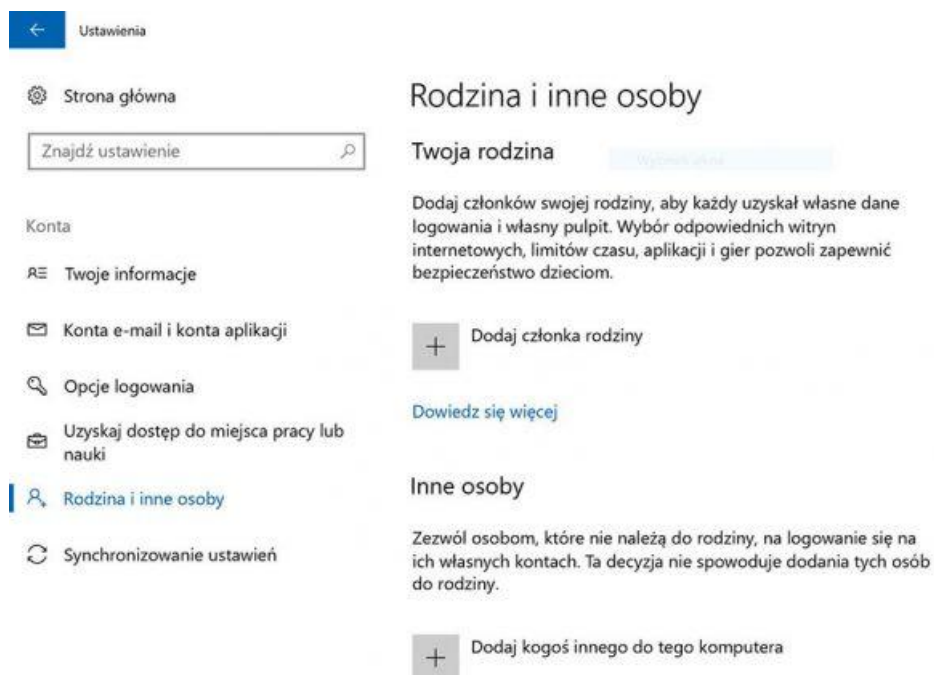 Ustawienia
Strona główna
Znajdź ustawienie
Konta
Twoje informacje
Konta e-mail i konta aplikacji
Opcje logowania
Uzyskaj dostęp do miejsca pracy lub
nauki
Rodzina i inne osoby
Synchronizowanie ustawień
Rodzina i inne osoby
Twoja rodzina
Dodaj członków swojej rodziny, aby każdy uzyskał własne dane
logowania i własny pulpit. Wybór odpowiednich witryn
internetowych, limitów czasu, aplikacji i gier pozwoli zapewnić
bezpieczeństwo dzieciom.
Dodaj członka rodziny
Dowiedz się więcej
Inne osoby
Zezwól osobom, które nie należą do rodziny, na logowanie się na
ich własnych kontach. Ta decyzja nie spowoduje dodania tych osób
do rodziny.
Dodaj kogoś innego do tego komputera